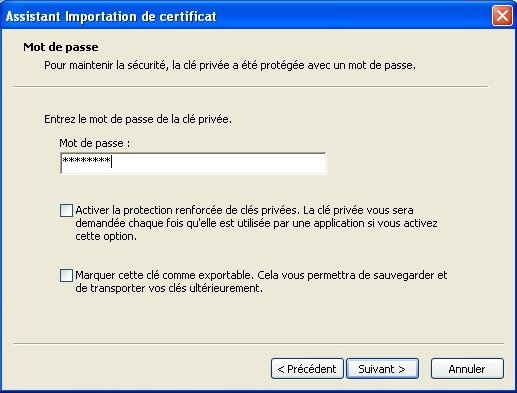 Assistant Importation de certificat
Mot de passe
Pour maintenir la sécurité, la clé privée a été protégée avec un mot de passe.
Entrez le mot de passe de la clé privée.
Mot de passe :
********
Activer la protection renforcée de clés privées. La clé privée vous sera
demandée chaque fois qu'elle est utilisée par une application si vous activez
cette option.
Marquer cette clé comme exportable. Cela vous permettra de sauvegarder et
de transporter vos clés ultérieurement.
< Précédent
Suivant >
Annuler